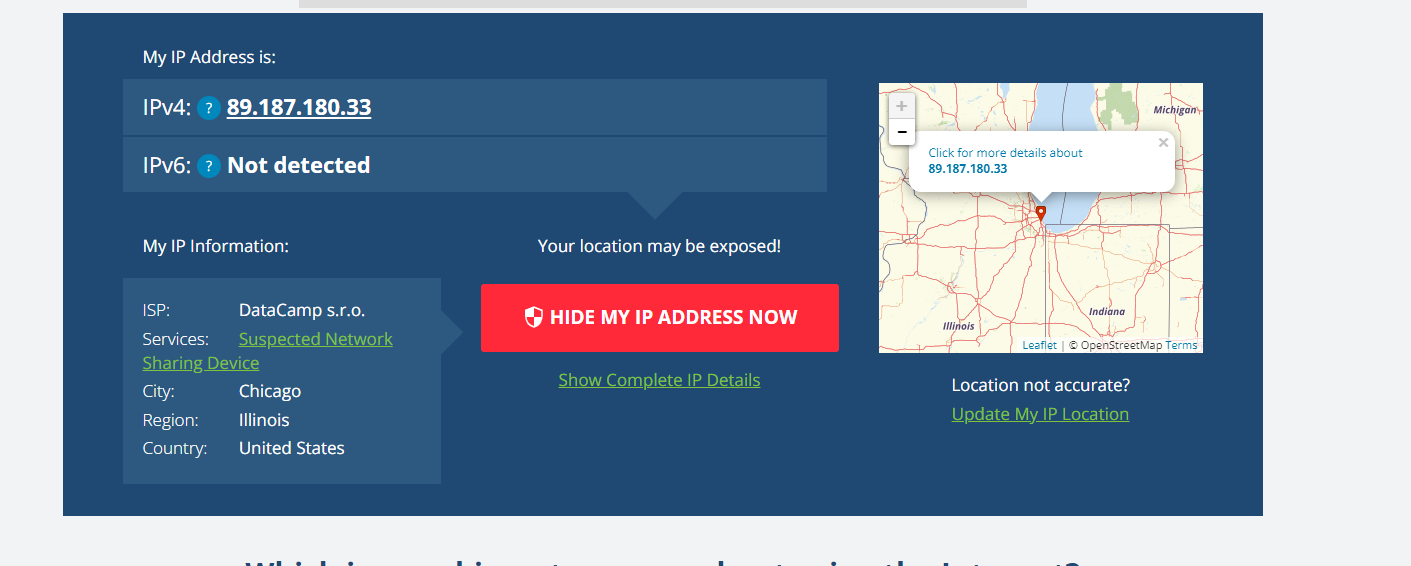 My IP Address is:
IPv4: ? 89.187.180.33
IPv6: ? Not detected
My IP Information:
ISP: DataCamp s.r.o.
Services: Suspected Network
Sharing Device
City: Chicago
Region: Illinois
Country: United States
Your location may be exposed!
HIDE MY IP ADDRESS NOW
Show Complete IP Details
+
−
Michigan
Click for more details about
89.187.180.33
×
Indiana
Illinois
Leaflet | © OpenStreetMap Terms
Location not accurate?
Update My IP Location